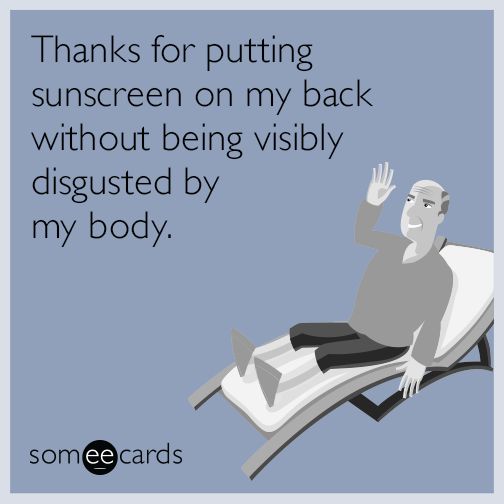 Thanks for putting
sunscreen on my back
without being visibly
disgusted by
my body.
someecards